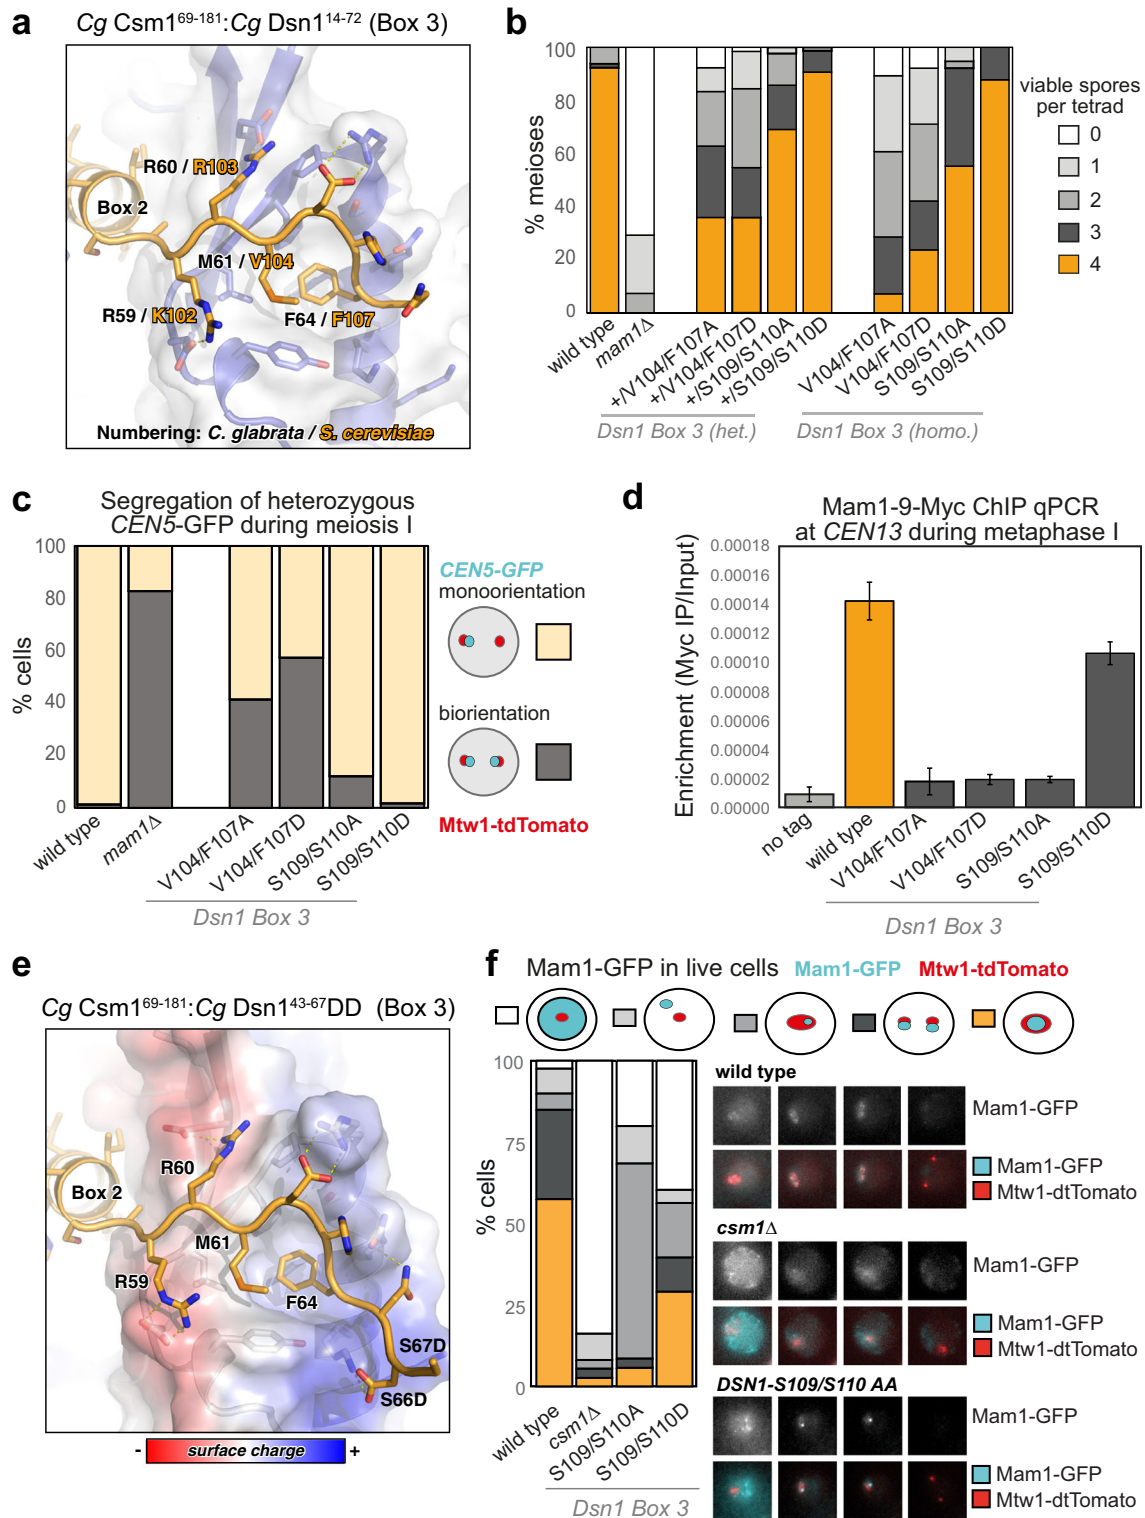 a
Cg Csm1⁶⁹⁻¹⁸¹:Cg Dsn1¹⁴⁻⁷² (Box 3)
R60 / R103
Box 2
M61 / V104
R59 / K102
F64 / F107
Numbering: C. glabrata / S. cerevisiae
b
% meioses
100
80
60
40
20
0
wild type
mam1Δ
+/V104/F107A
+/V104/F107D
+/S109/S110A
+/S109/S110D
V104/F107A
V104/F107D
S109/S110A
S109/S110D
Dsn1 Box 3 (het.)
Dsn1 Box 3 (homo.)
viable spores
per tetrad
0
1
2
3
4
c
Segregation of heterozygous
CEN5-GFP during meiosis I
% cells
100
80
60
40
20
0
wild type
mam1Δ
V104/F107A
V104/F107D
S109/S110A
S109/S110D
Dsn1 Box 3
CEN5-GFP
monoorientation
biorientation
Mtw1-tdTomato
d
Mam1-9-Myc ChIP qPCR
at CEN13 during metaphase I
Enrichment (Myc IP/Input)
0.00018
0.00016
0.00014
0.00012
0.00010
0.00008
0.00006
0.00004
0.00002
0.00000
no tag
wild type
V104/F107A
V104/F107D
S109/S110A
S109/S110D
Dsn1 Box 3
e
Cg Csm1⁶⁹⁻¹⁸¹:Cg Dsn1⁴³⁻⁶⁷DD (Box 3)
R60
Box 2
M61
R59
F64
S67D
S66D
- surface charge +
f
Mam1-GFP in live cells Mam1-GFP Mtw1-tdTomato
% cells
100
75
50
25
0
wild type
csm1Δ
S109/S110A
S109/S110D
Dsn1 Box 3
wild type
Mam1-GFP
Mam1-GFP
Mtw1-dtTomato
csm1Δ
Mam1-GFP
Mam1-GFP
Mtw1-dtTomato
DSN1-S109/S110 AA
Mam1-GFP
Mam1-GFP
Mtw1-dtTomato